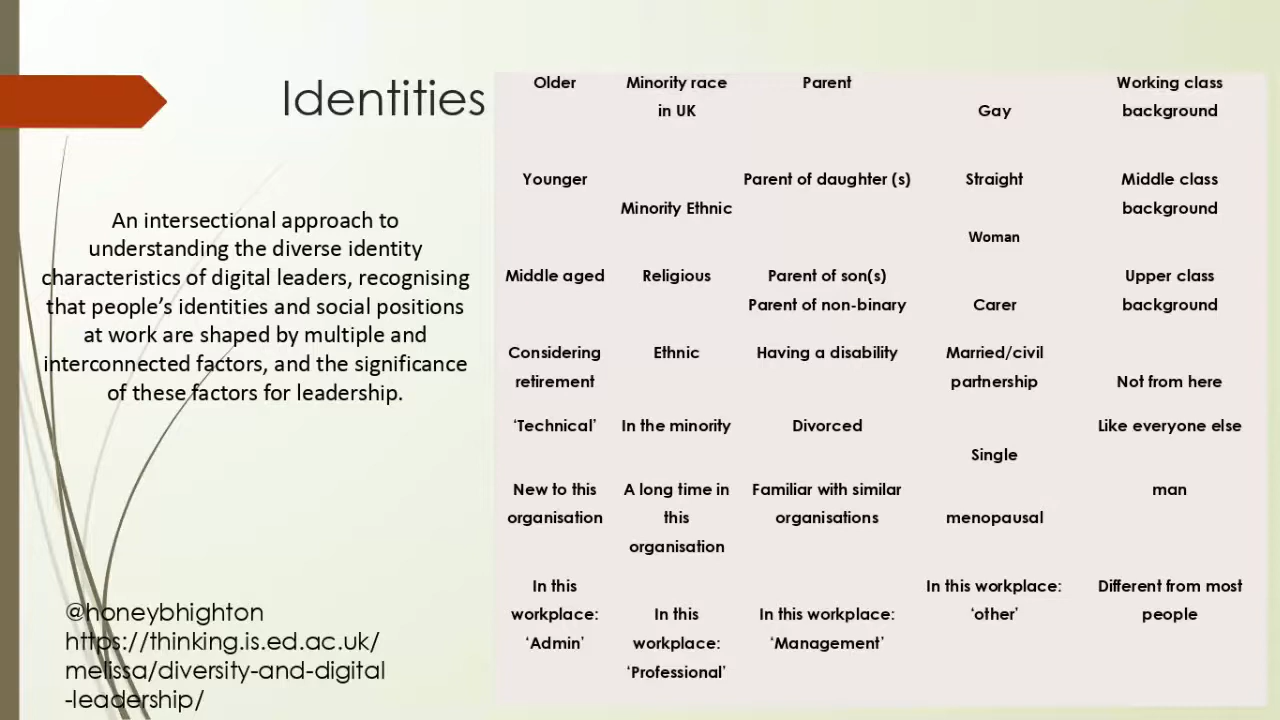 Identities
An intersectional approach to
understanding the diverse identity
characteristics of digital leaders, recognising
that people's identities and social positions
at work are shaped by multiple and
interconnected factors, and the significance
of these factors for leadership.
@honeybhighton
https://thinking.is.ed.ac.uk/
melissa/diversity-and-digital
-leadership/
Older
Minority race
in UK
Parent
Gay
Working class
background
Younger
Minority Ethnic
Parent of daughter (s)
Straight
Woman
Middle class
background
Middle aged
Religious
Parent of son(s)
Parent of non-binary
Carer
Upper class
background
Considering
retirement
Ethnic
Having a disability
Married/civil
partnership
Not from here
‘Technical’
In the minority
Divorced
Single
Like everyone else
New to this
organisation
A long time in
this
organisation
Familiar with similar
organisations
menopausal
man
In this
workplace:
‘Admin’
In this
workplace:
‘Professional’
In this workplace:
‘Management’
In this workplace:
‘other’
Different from most
people